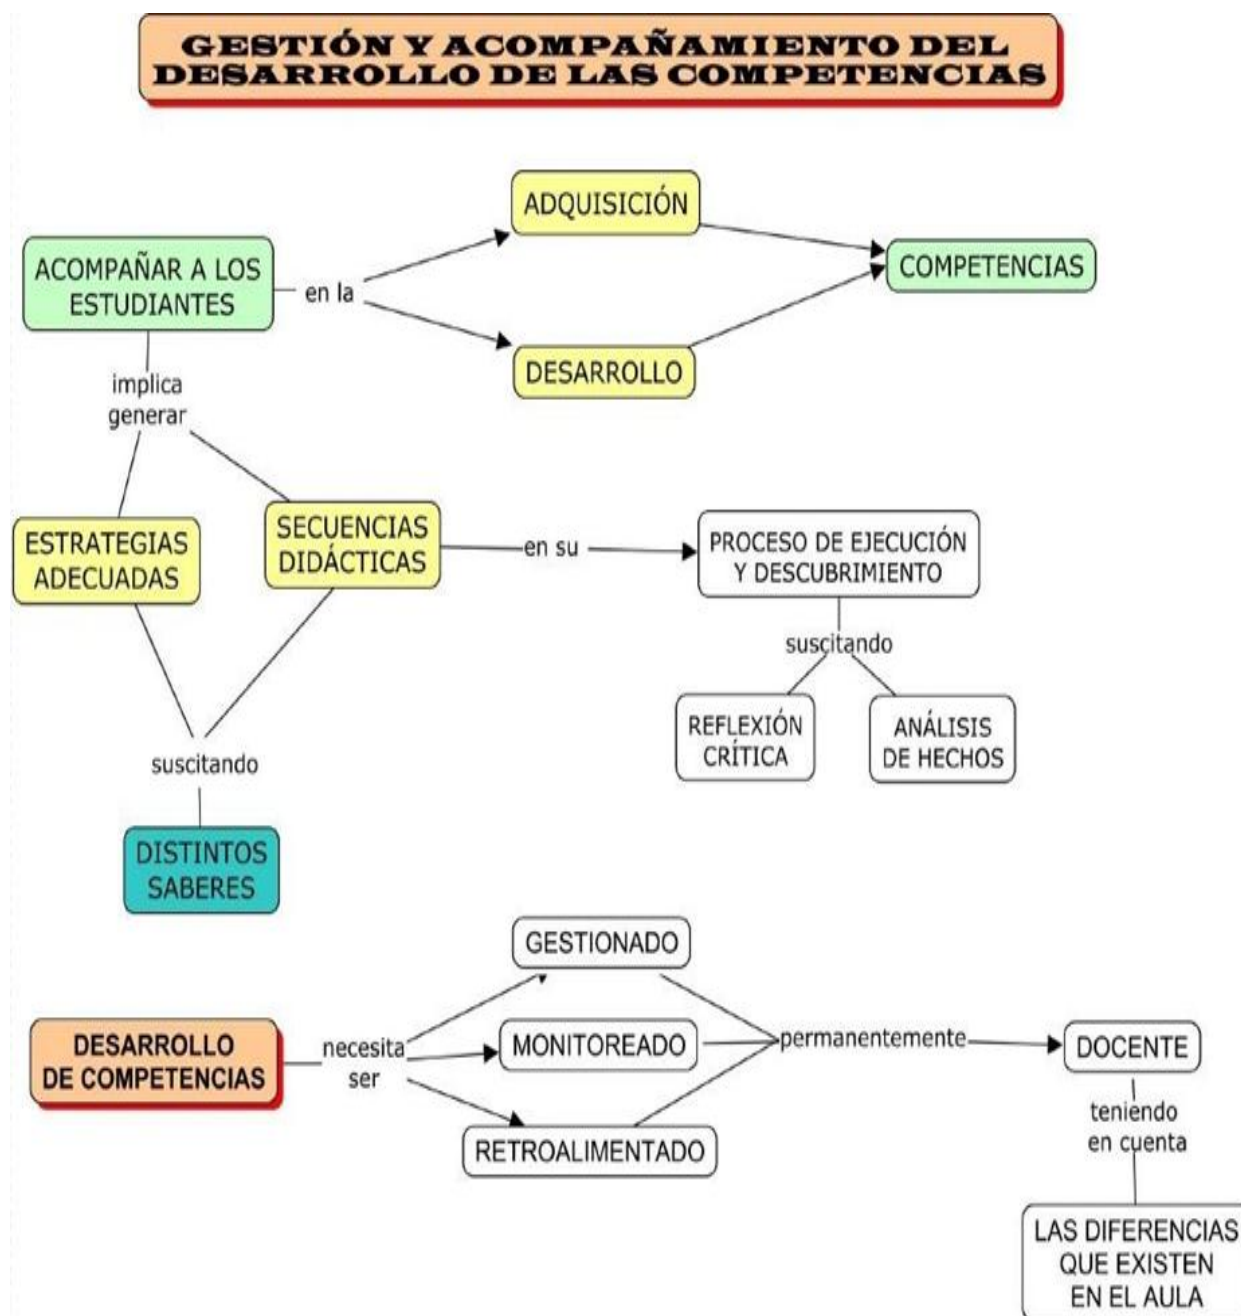 GESTIÓN Y ACOMPAÑAMIENTO DEL
DESARROLLO DE LAS COMPETENCIAS
ADQUISICIÓN
ACOMPAÑAR A LOS
ESTUDIANTES
en la
COMPETENCIAS
DESARROLLO
implica
generar
ESTRATEGIAS
ADECUADAS
SECUENCIAS
DIDÁCTICAS
en su
PROCESO DE EJECUCIÓN
Y DESCUBRIMIENTO
suscitando
REFLEXIÓN
CRÍTICA
ANÁLISIS
DE HECHOS
suscitando
DISTINTOS
SABERES
GESTIONADO
DESARROLLO
DE COMPETENCIAS
necesita
ser
MONITOREADO
permanentemente
DOCENTE
RETROALIMENTADO
teniendo
en cuenta
LAS DIFERENCIAS
QUE EXISTEN
EN EL AULA